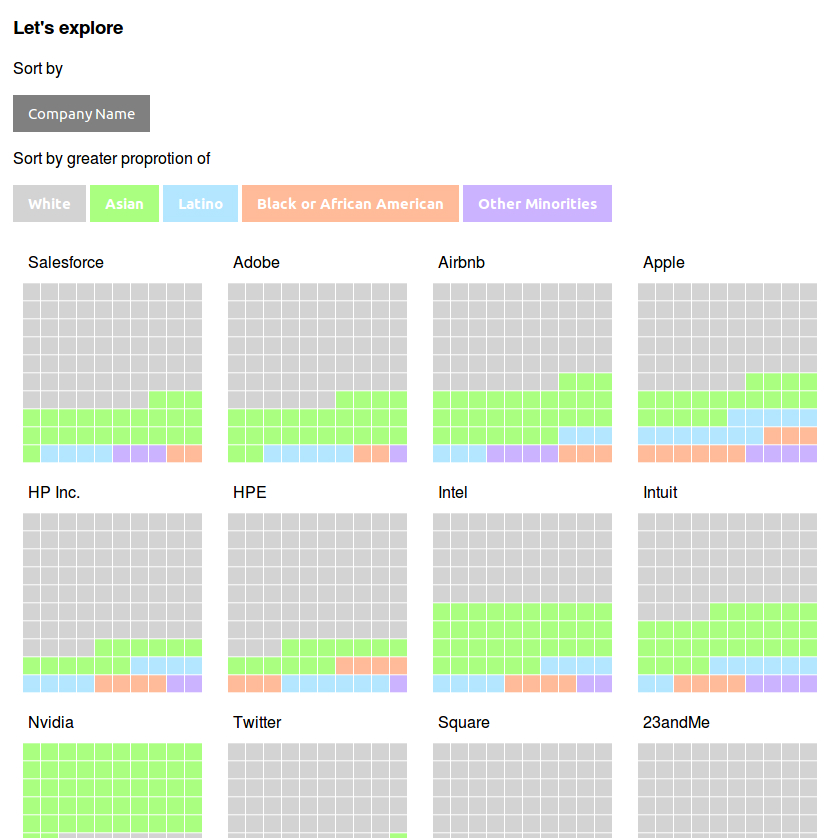 Let's explore
Sort by
Company Name
Sort by greater proprotion of
White Asian Latino Black or African American Other Minorities
Salesforce Adobe Airbnb Apple
HP Inc. HPE Intel Intuit
Nvidia Twitter Square 23andMe